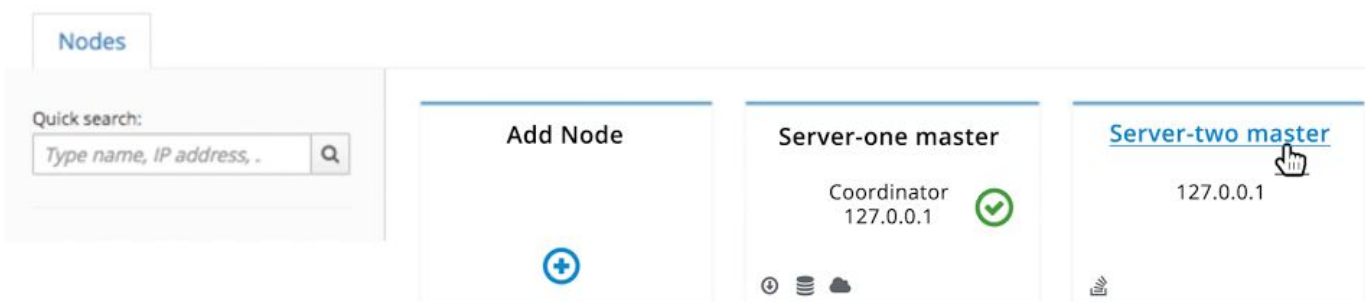 Nodes
Quick search:
Type name, IP address, .
Add Node
Server-one master
Coordinator
127.0.0.1
Server-two master
127.0.0.1